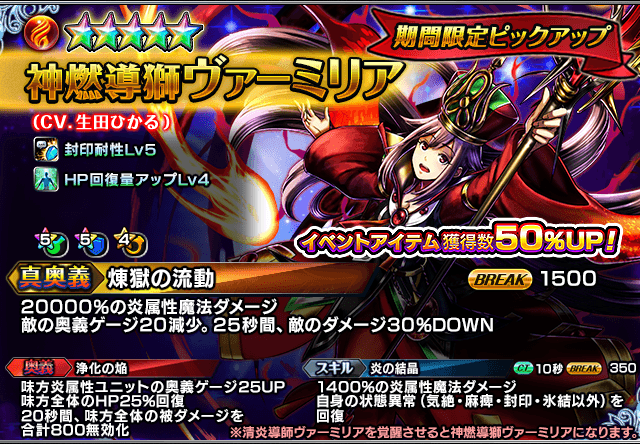 期間限定ピックアップ
神燃導獅ヴァーミリア
(CV.生田ひかる)
封印耐性Lv5
HP回復量アップLv4
5 5 4
イベントアイテム獲得数50%UP!
真奥義 煉獄の流動 BREAK 1500
20000%の炎属性魔法ダメージ
敵の奥義ゲージ20減少。25秒間、敵のダメージ30%DOWN
奥義 浄化の焔
味方炎属性ユニットの奥義ゲージ25UP
味方全体のHP25%回復
20秒間、味方全体の被ダメージを
合計800無効化
スキル 炎の結晶 CT 10秒 BREAK 350
1400%の炎属性魔法ダメージ
自身の状態異常(気絶・麻痺・封印・氷結以外)を
回復
※清炎導師ヴァーミリアを覚醒させると神燃導獅ヴァーミリアになります。